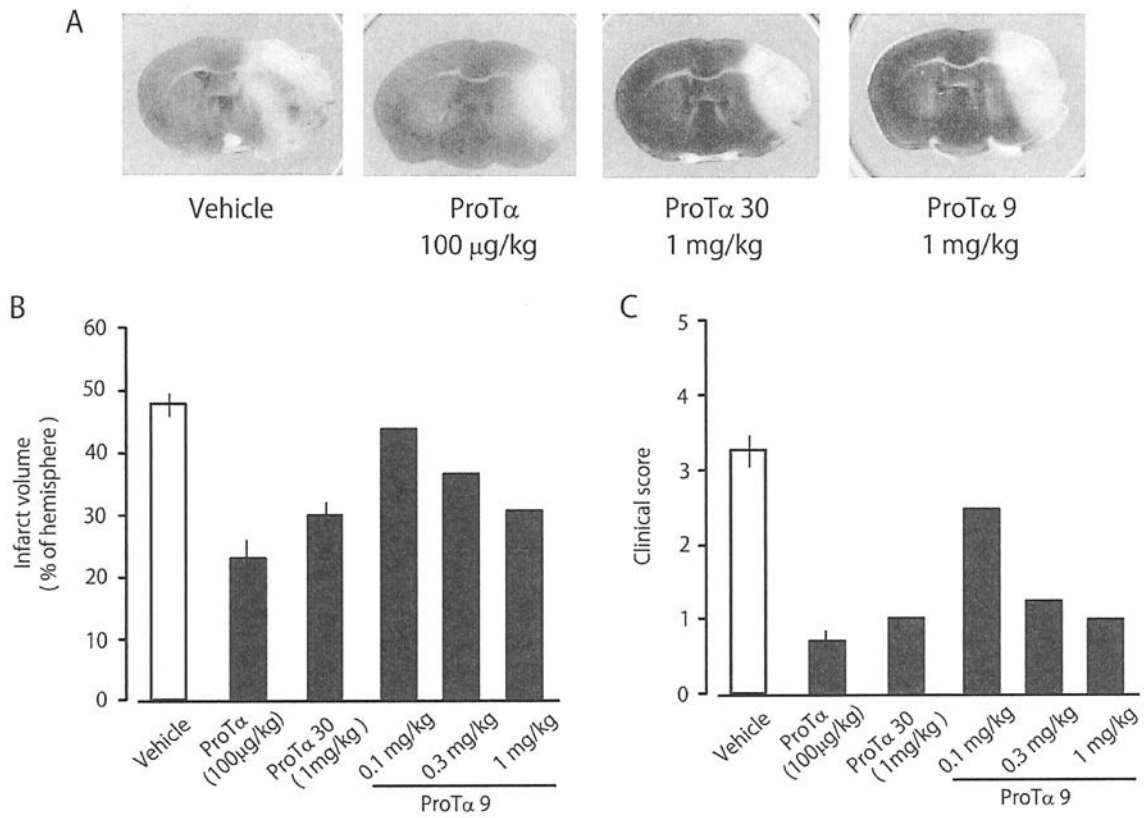 A
Vehicle
ProTα
100 μg/kg
ProTα 30
1 mg/kg
ProTα 9
1 mg/kg
B
Infarct volume
( % of hemisphere )
60
50
40
30
20
10
0
Vehicle
ProTα
(100μg/kg)
ProTα 30
( 1mg/kg )
0.1 mg/kg
0.3 mg/kg
1 mg/kg
ProTα 9
C
Clinical score
5
4
3
2
1
0
Vehicle
ProTα
(100μg/kg)
ProTα 30
( 1mg/kg )
0.1 mg/kg
0.3 mg/kg
1 mg/kg
ProTα 9